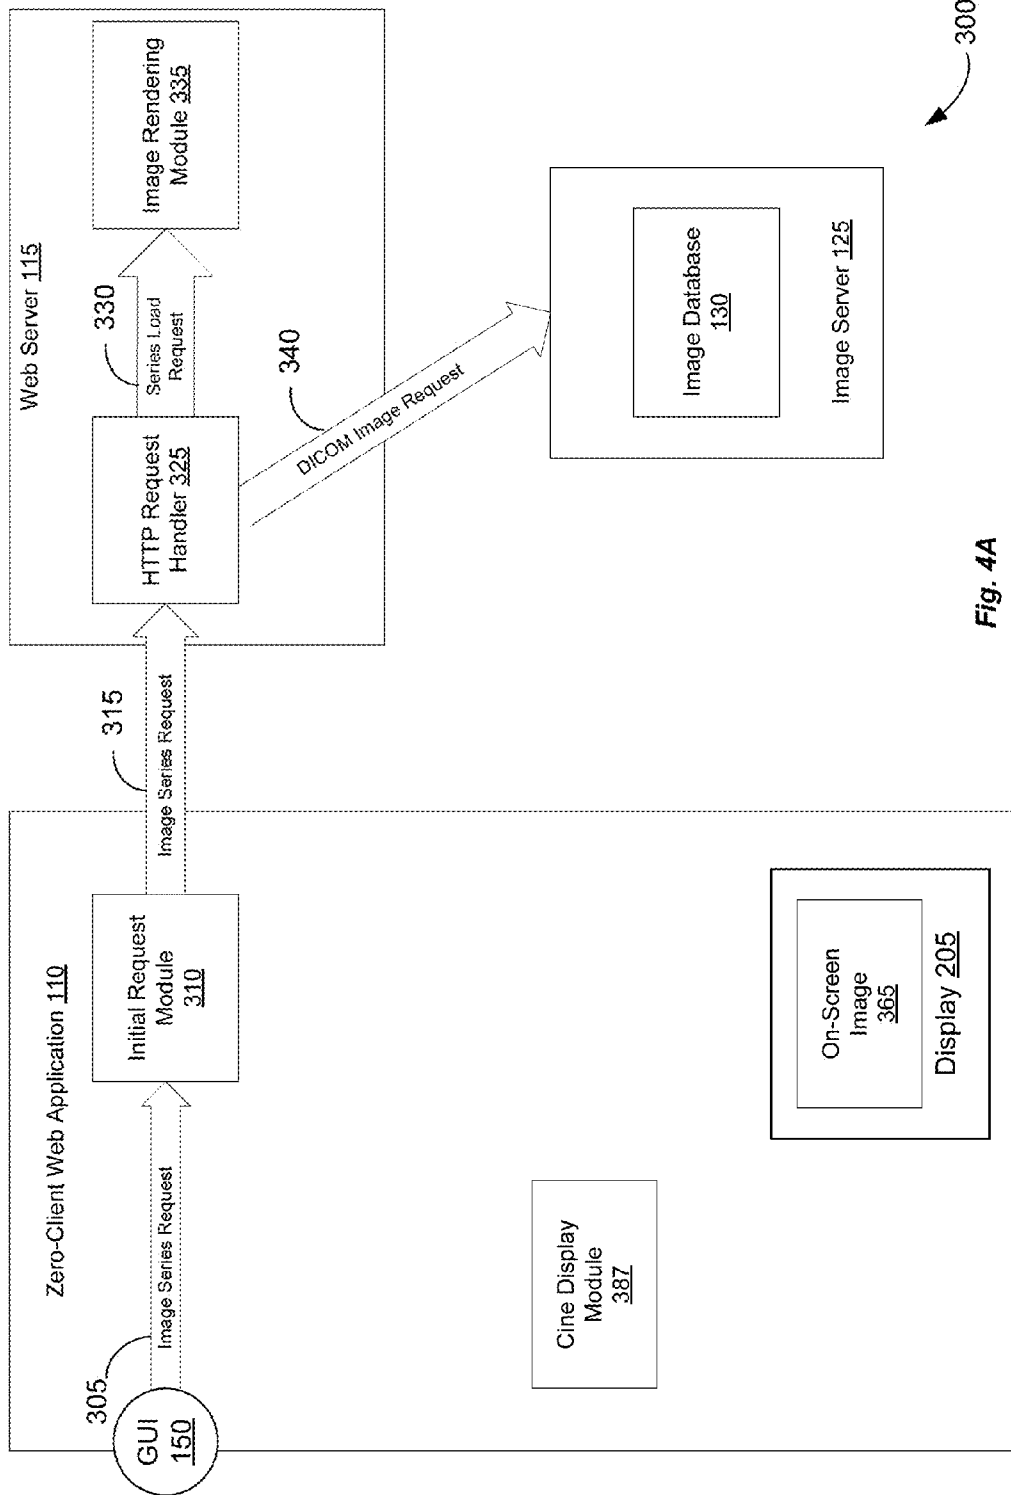 Zero-Client Web Application 110
GUI
150
305
Image Series Request
Initial Request
Module
310
315
Image Series Request
Web Server 115
HTTP Request
Handler 325
330
Series Load
Request
Image Rendering
Module 335
340
DICOM Image Request
Cine Display
Module
387
On-Screen
Image
365
Display 205
Image Database
130
Image Server 125
300
Fig. 4A